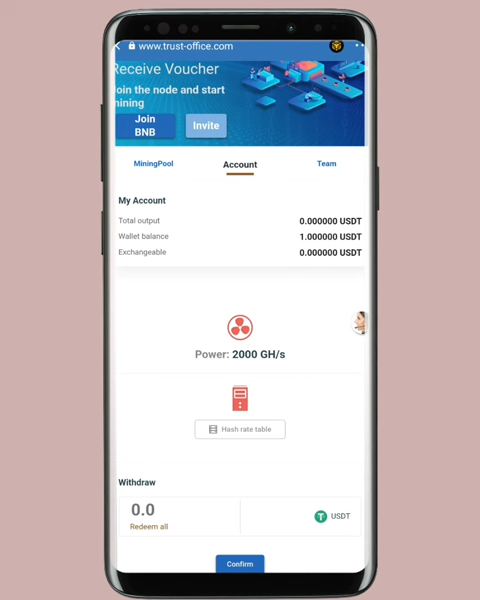 www.trust-office.com
Receive Voucher
Join the node and start
mining
Join
BNB
Invite
MiningPool
Account
Team
My Account
Total output
0.000000 USDT
Wallet balance
1.000000 USDT
Exchangeable
0.000000 USDT
Power: 2000 GH/s
Hash rate table
Withdraw
0.0
Redeem all
USDT
Confirm